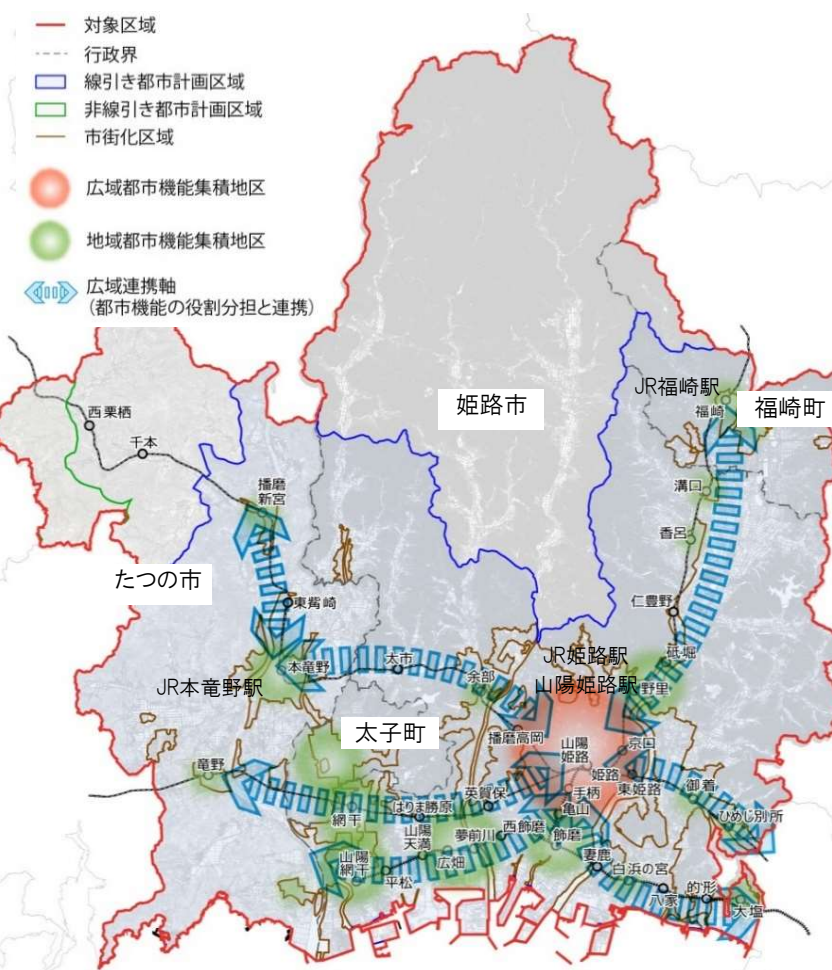 対象区域
行政界
線引き都市計画区域
非線引き都市計画区域
市街化区域
広域都市機能集積地区
地域都市機能集積地区
広域連携軸
(都市機能の役割分担と連携)
姫路市
JR福崎駅
福崎
福崎町
西栗栖
千本
溝口
播磨
新宮
香呂
たつの市
東觜崎
仁豊野
砥堀
JR本竜野駅
本竜野
太市
余部
JR姫路駅
山陽姫路駅
野里
太子町
播磨高岡
京口
山陽
姫路
姫路
東姫路
御着
ひめじ別所
竜野
網干
はりま勝原
英賀保
手柄
亀山
山陽
網干
平松
山陽
天満
広畑
夢前川
西飾磨
飾磨
妻鹿
白浜の宮
八家
的形
大塩